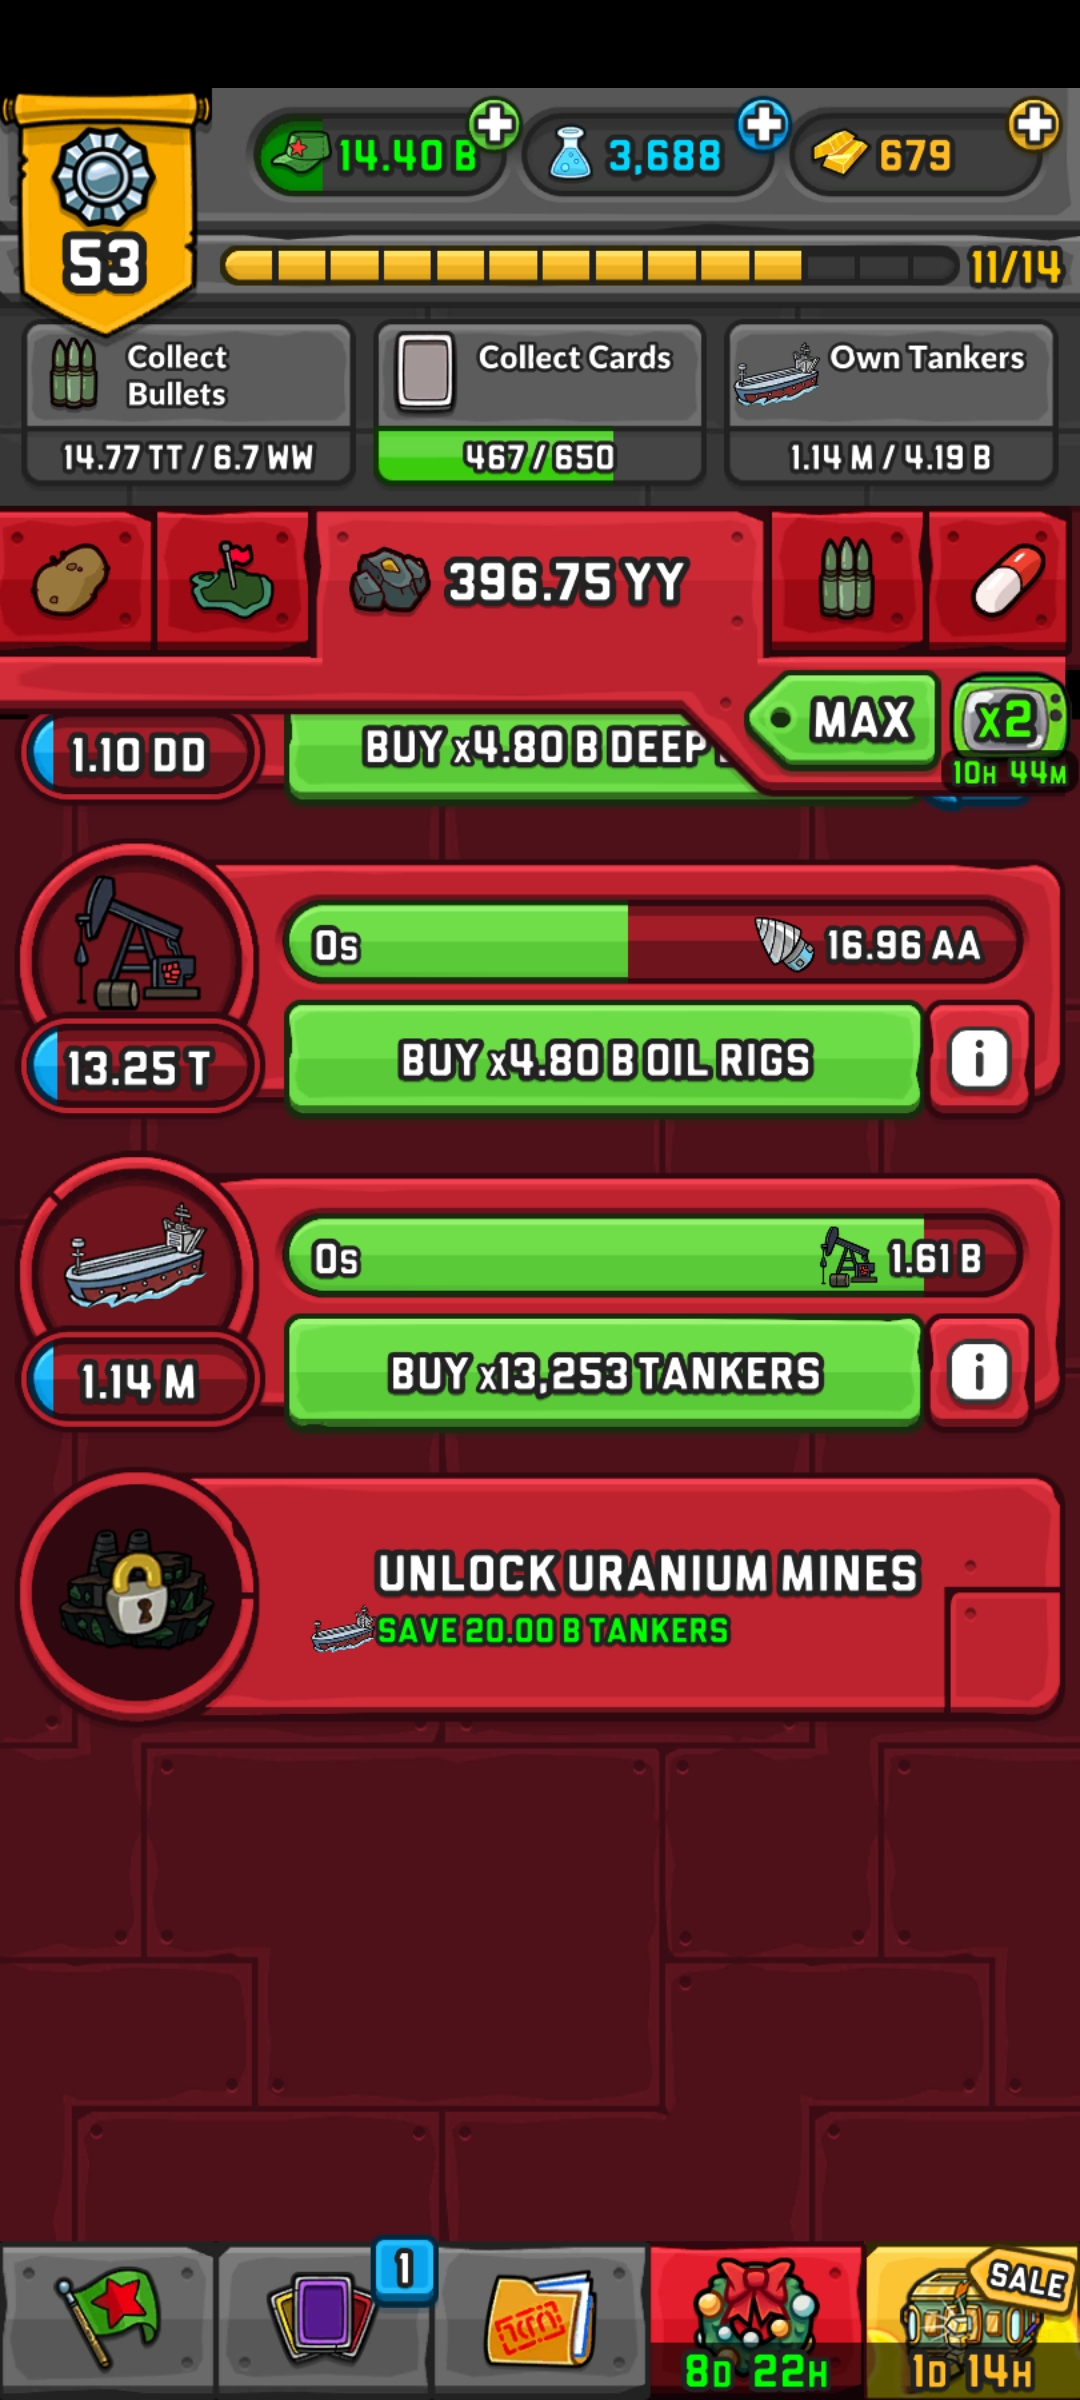 14.40 B
3,688
679
53
11/14
Collect
Bullets
14.77 TT / 6.7 WW
Collect Cards
467 / 650
Own Tankers
1.14 M / 4.19 B
396.75 YY
MAX
x2
10H 44M
1.10 DD
BUY x4.80 B DEEP
0s
16.96 AA
13.25 T
BUY x4.80 B OIL RIGS
i
0s
1.61 B
1.14 M
BUY x13,253 TANKERS
i
UNLOCK URANIUM MINES
SAVE 20.00 B TANKERS
1
SALE
8D 22H
1D 14H